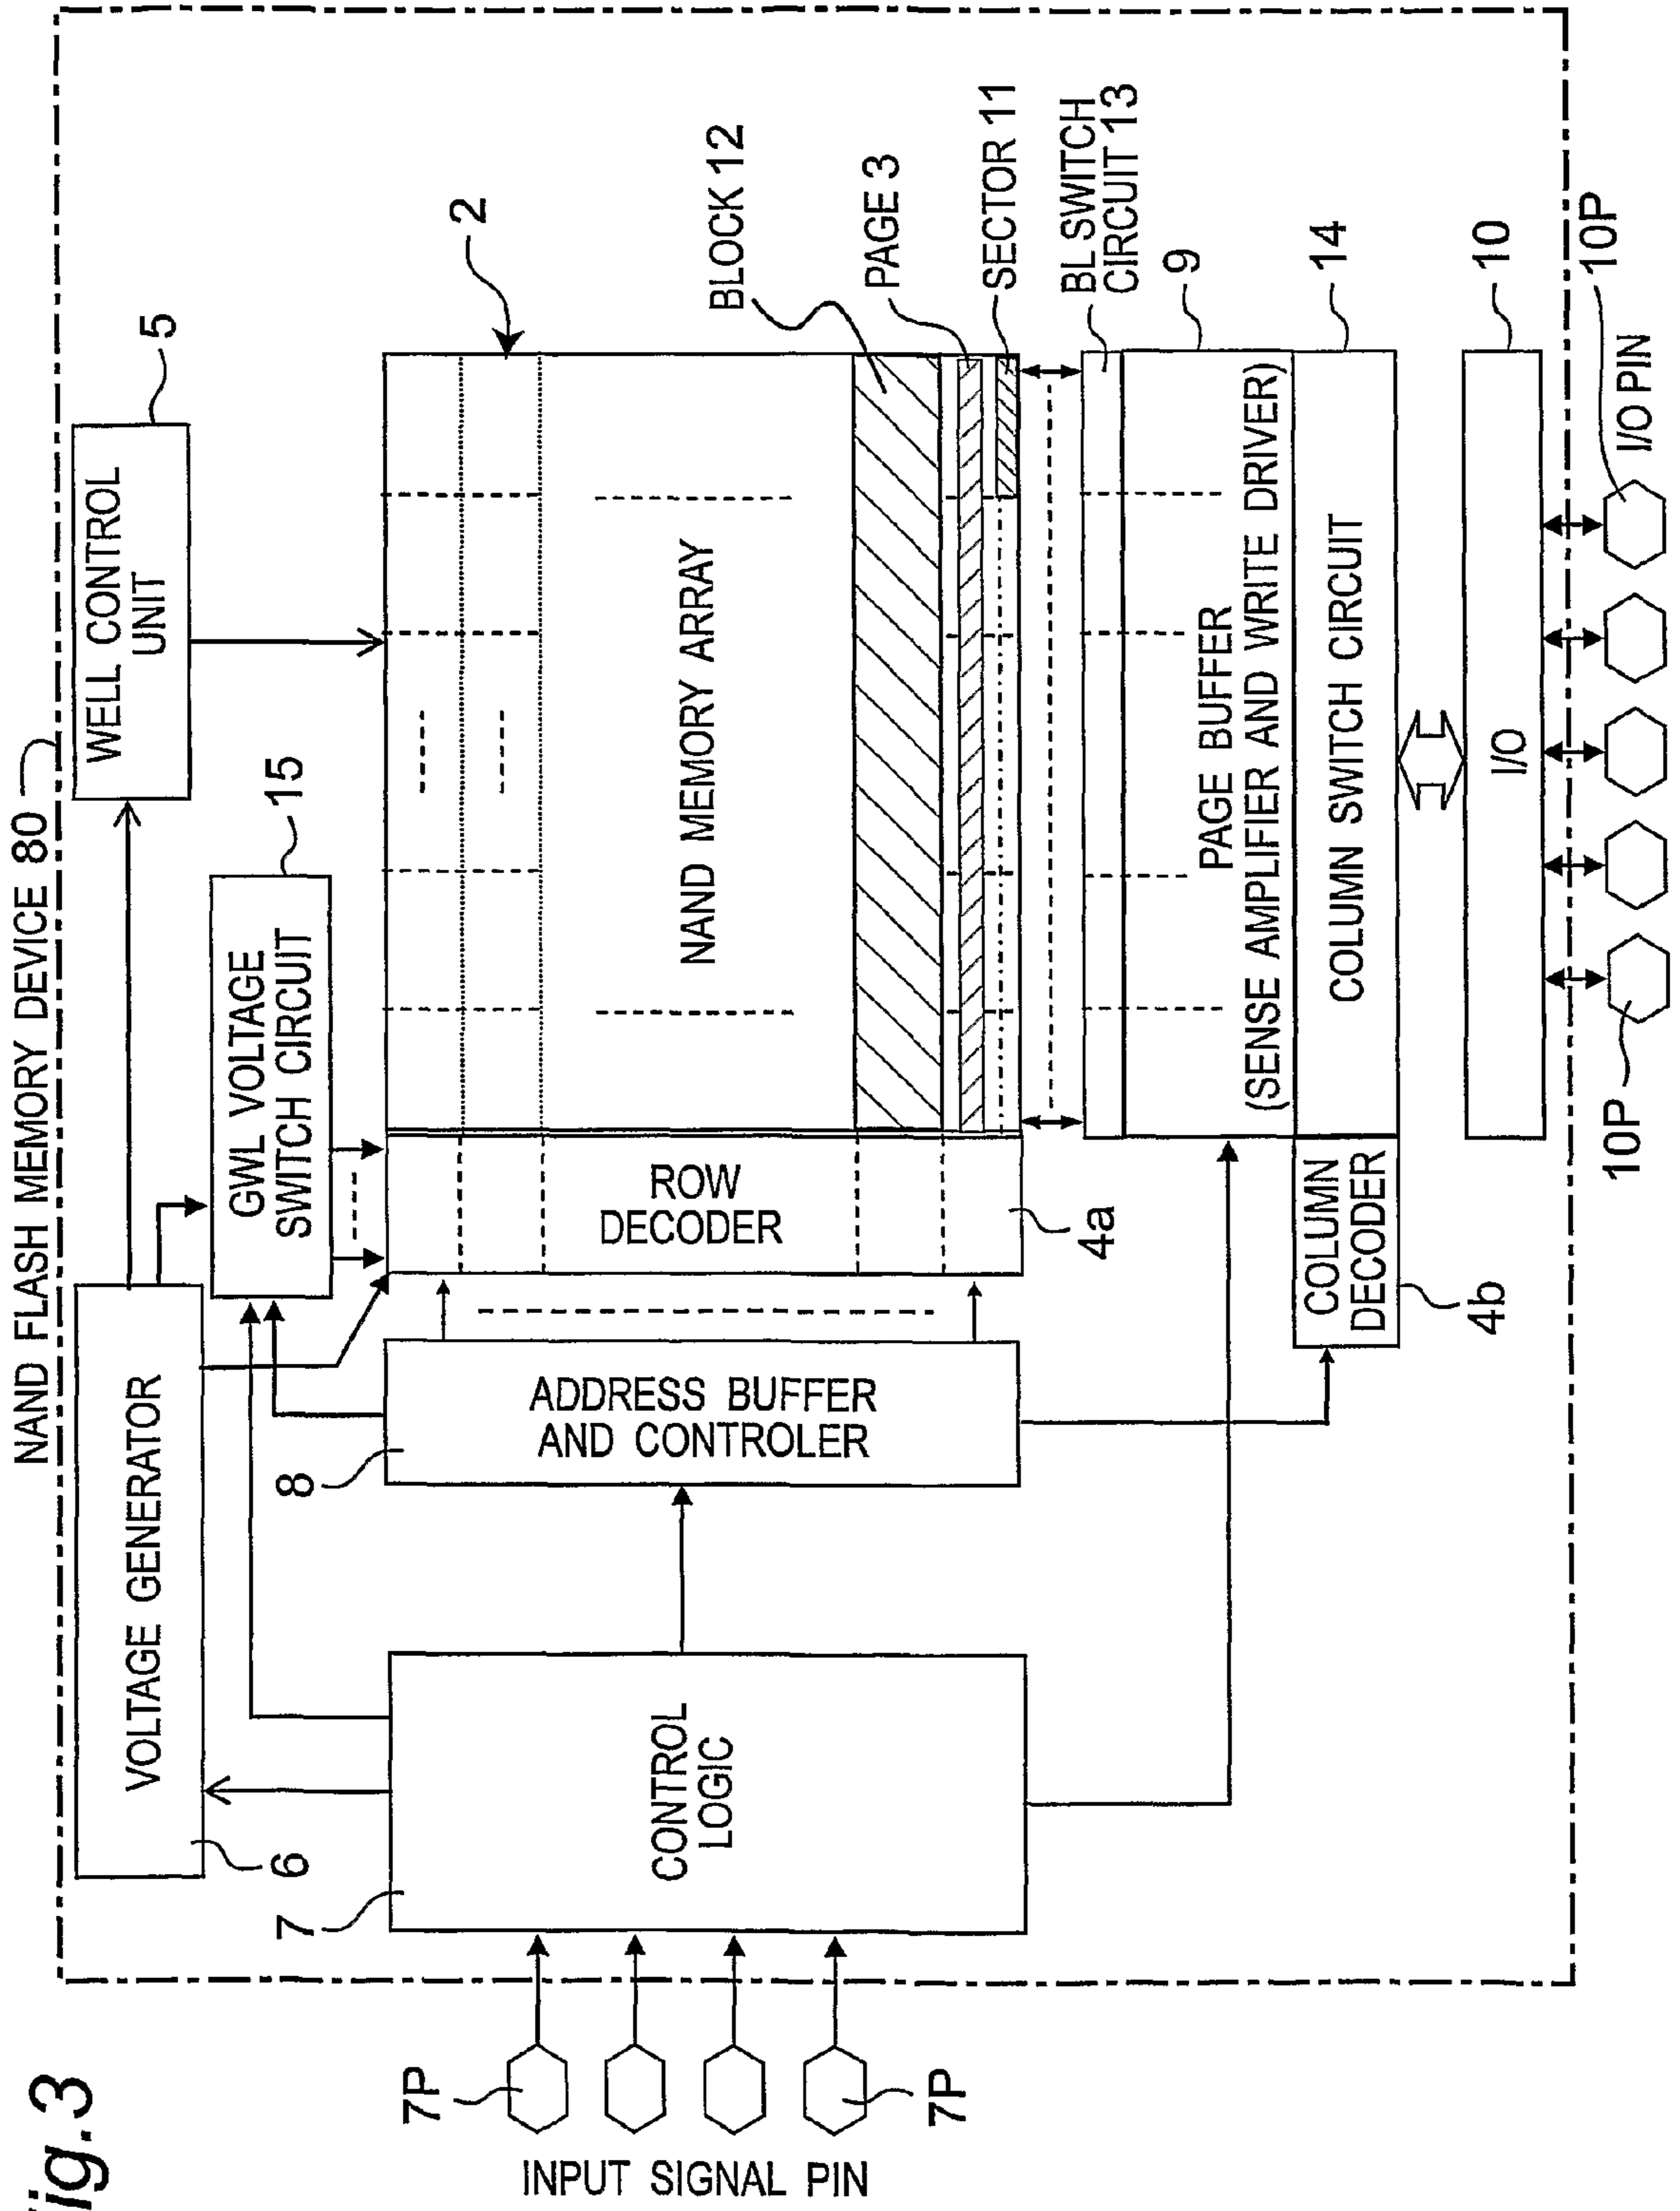 Fig.3
NAND FLASH MEMORY DEVICE 80
VOLTAGE GENERATOR
6
WELL CONTROL
UNIT
5
GWL VOLTAGE
SWITCH CIRCUIT
15
INPUT SIGNAL PIN
7P
7P
7
CONTROL
LOGIC
8
ADDRESS BUFFER
AND CONTROLER
ROW
DECODER
4a
NAND MEMORY ARRAY
2
BLOCK 12
PAGE 3
SECTOR 11
BL SWITCH
CIRCUIT 13
PAGE BUFFER
(SENSE AMPLIFIER AND WRITE DRIVER)
9
COLUMN
DECODER
4b
COLUMN SWITCH CIRCUIT
14
I/O
10
10P
10P
I/O PIN